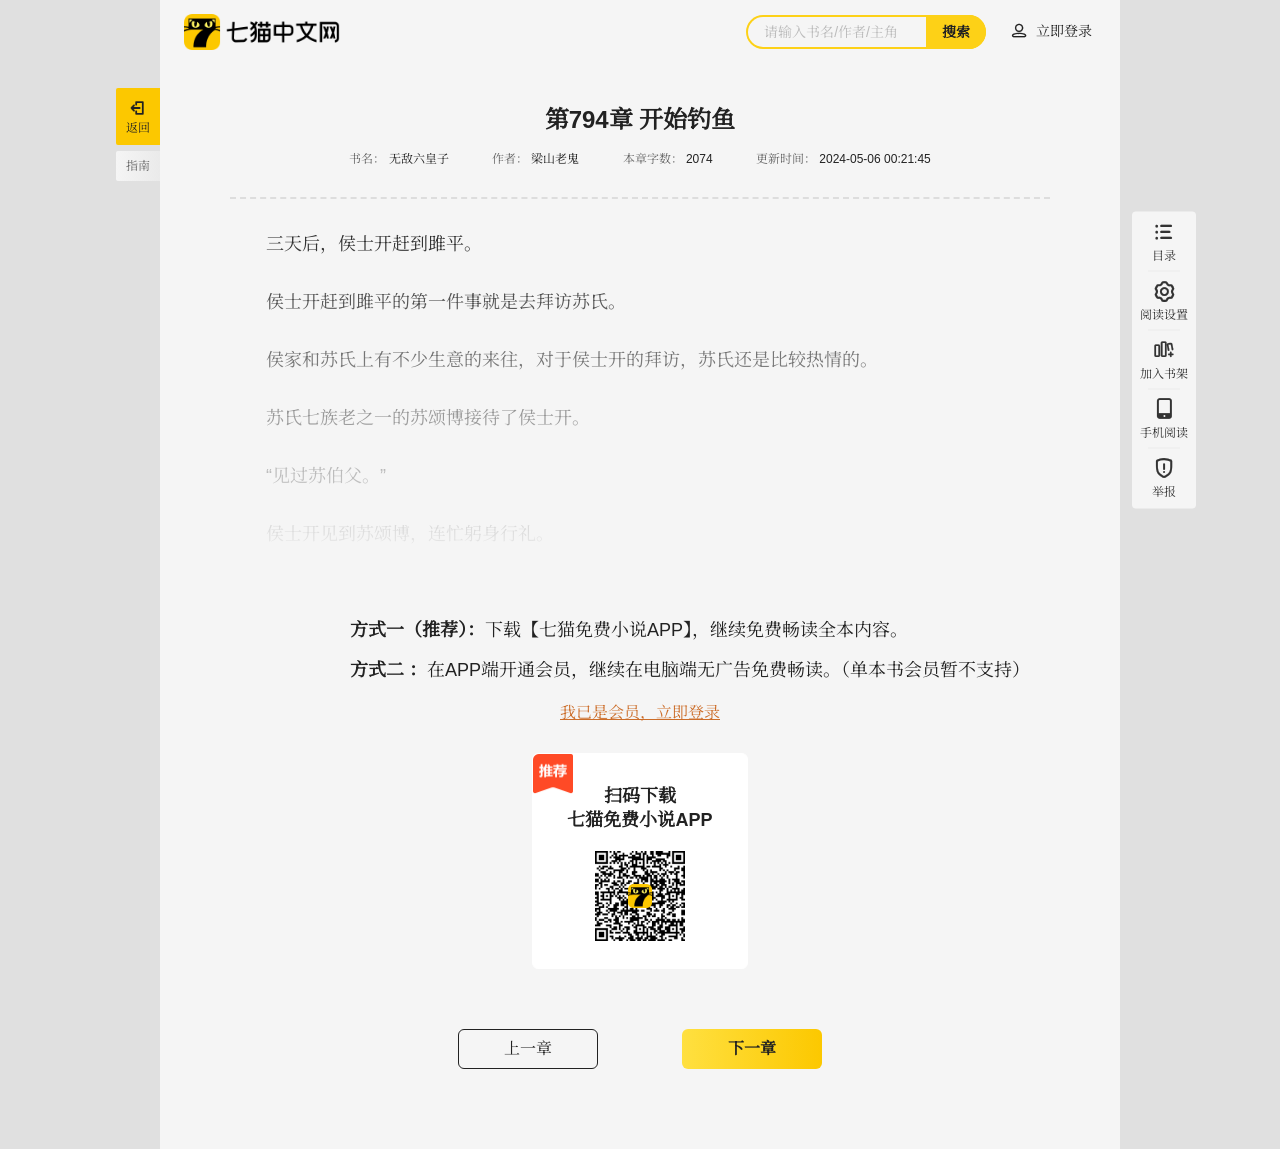 七猫中文网
请输入书名/作者/主角
搜索
立即登录
返回
指南
第794章 开始钓鱼
书名： 无敌六皇子 作者： 梁山老鬼 本章字数： 2074 更新时间： 2024-05-06 00:21:45
三天后，侯士开赶到雎平。
侯士开赶到雎平的第一件事就是去拜访苏氏。
侯家和苏氏上有不少生意的来往，对于侯士开的拜访，苏氏还是比较热情的。
苏氏七族老之一的苏颂博接待了侯士开。
“见过苏伯父。”
侯士开见到苏颂博，连忙躬身行礼。
目录
阅读设置
加入书架
手机阅读
举报
方式一（推荐）：下载【七猫免费小说APP】，继续免费畅读全本内容。
方式二 ：在APP端开通会员，继续在电脑端无广告免费畅读。（单本书会员暂不支持）
我已是会员，立即登录
推荐
扫码下载
七猫免费小说APP
上一章
下一章